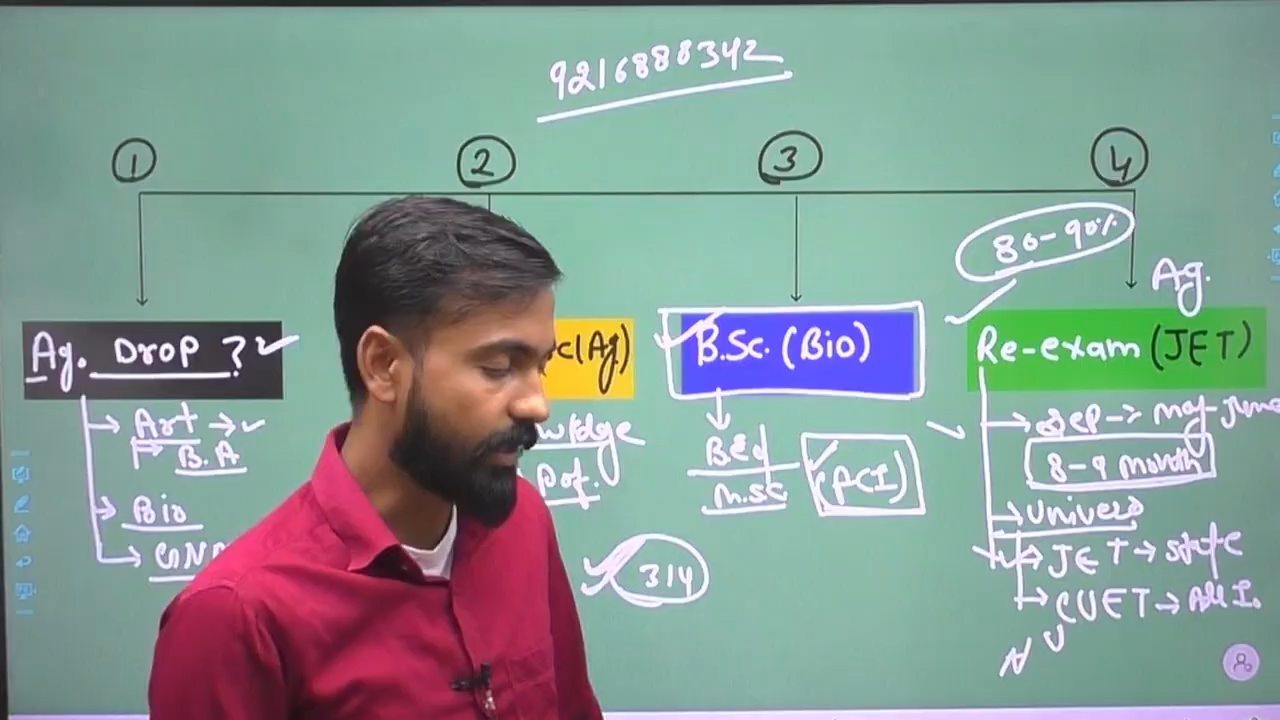 9216888342
1
2
3
4
80-90%
Ag.
Ag. Drop ?
c(Ag)
B.Sc. (Bio)
Re-exam (JET)
Art →
B.A
Bio
GN
wledge
Prof.
BEd
M.SC
(PCI)
314
→ May-June
8-9 Month
Univers
JET → State
CUET → All I.